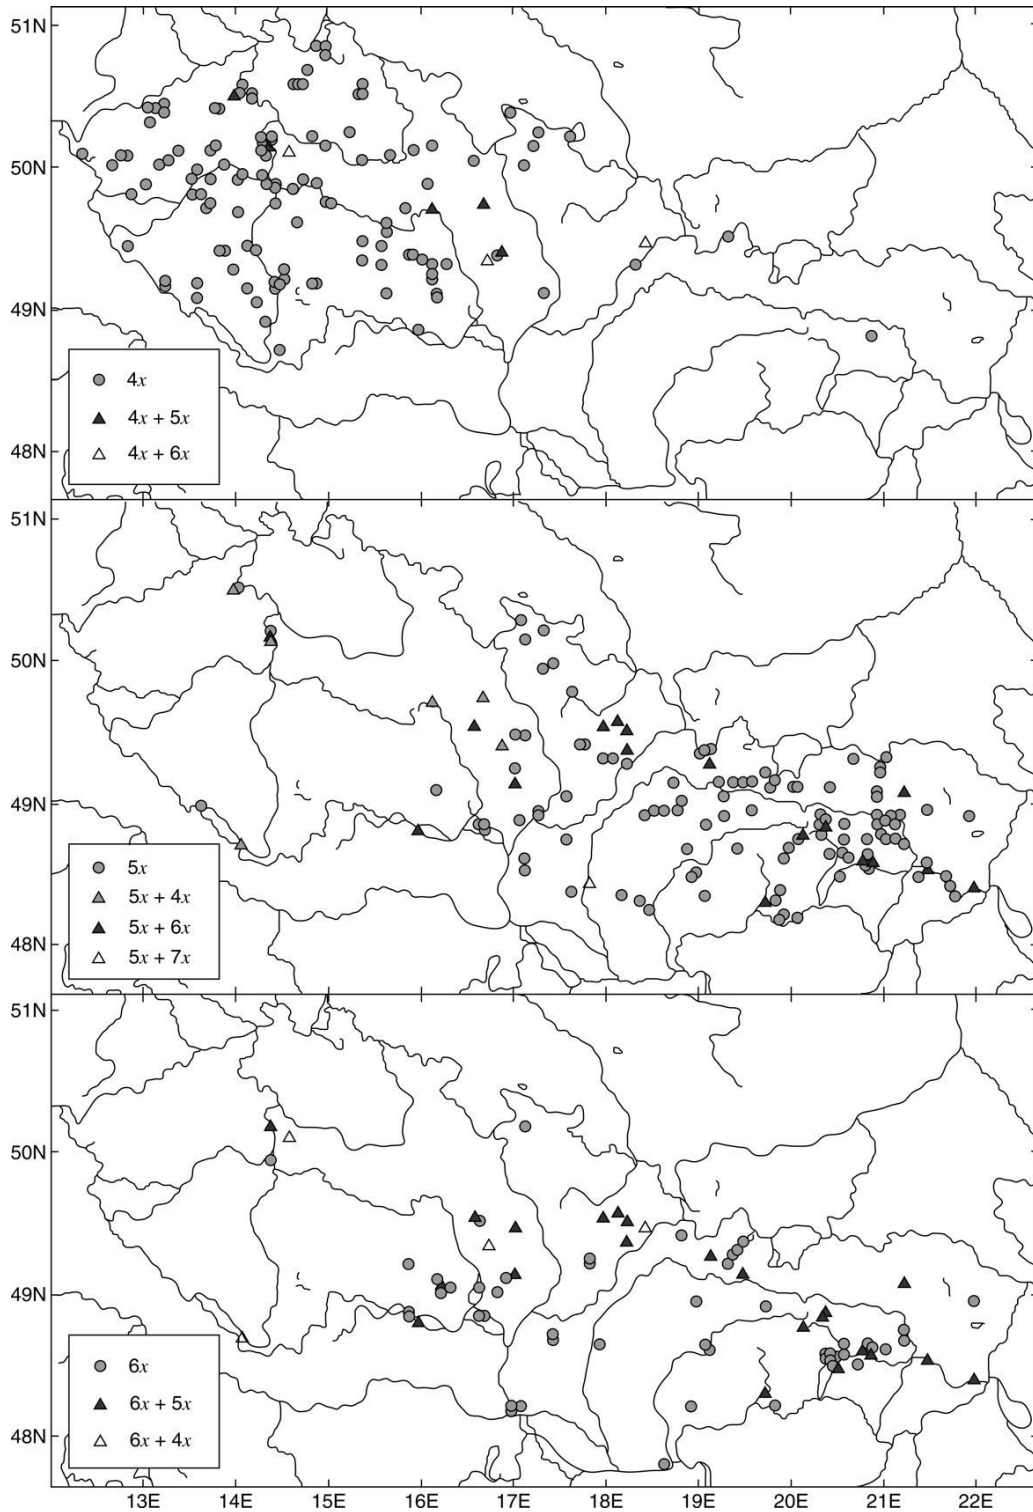 51N
50N
49N
48N
4x
4x + 5x
4x + 6x
51N
50N
49N
48N
5x
5x + 4x
5x + 6x
5x + 7x
51N
50N
49N
48N
6x
6x + 5x
6x + 4x
13E 14E 15E 16E 17E 18E 19E 20E 21E 22E